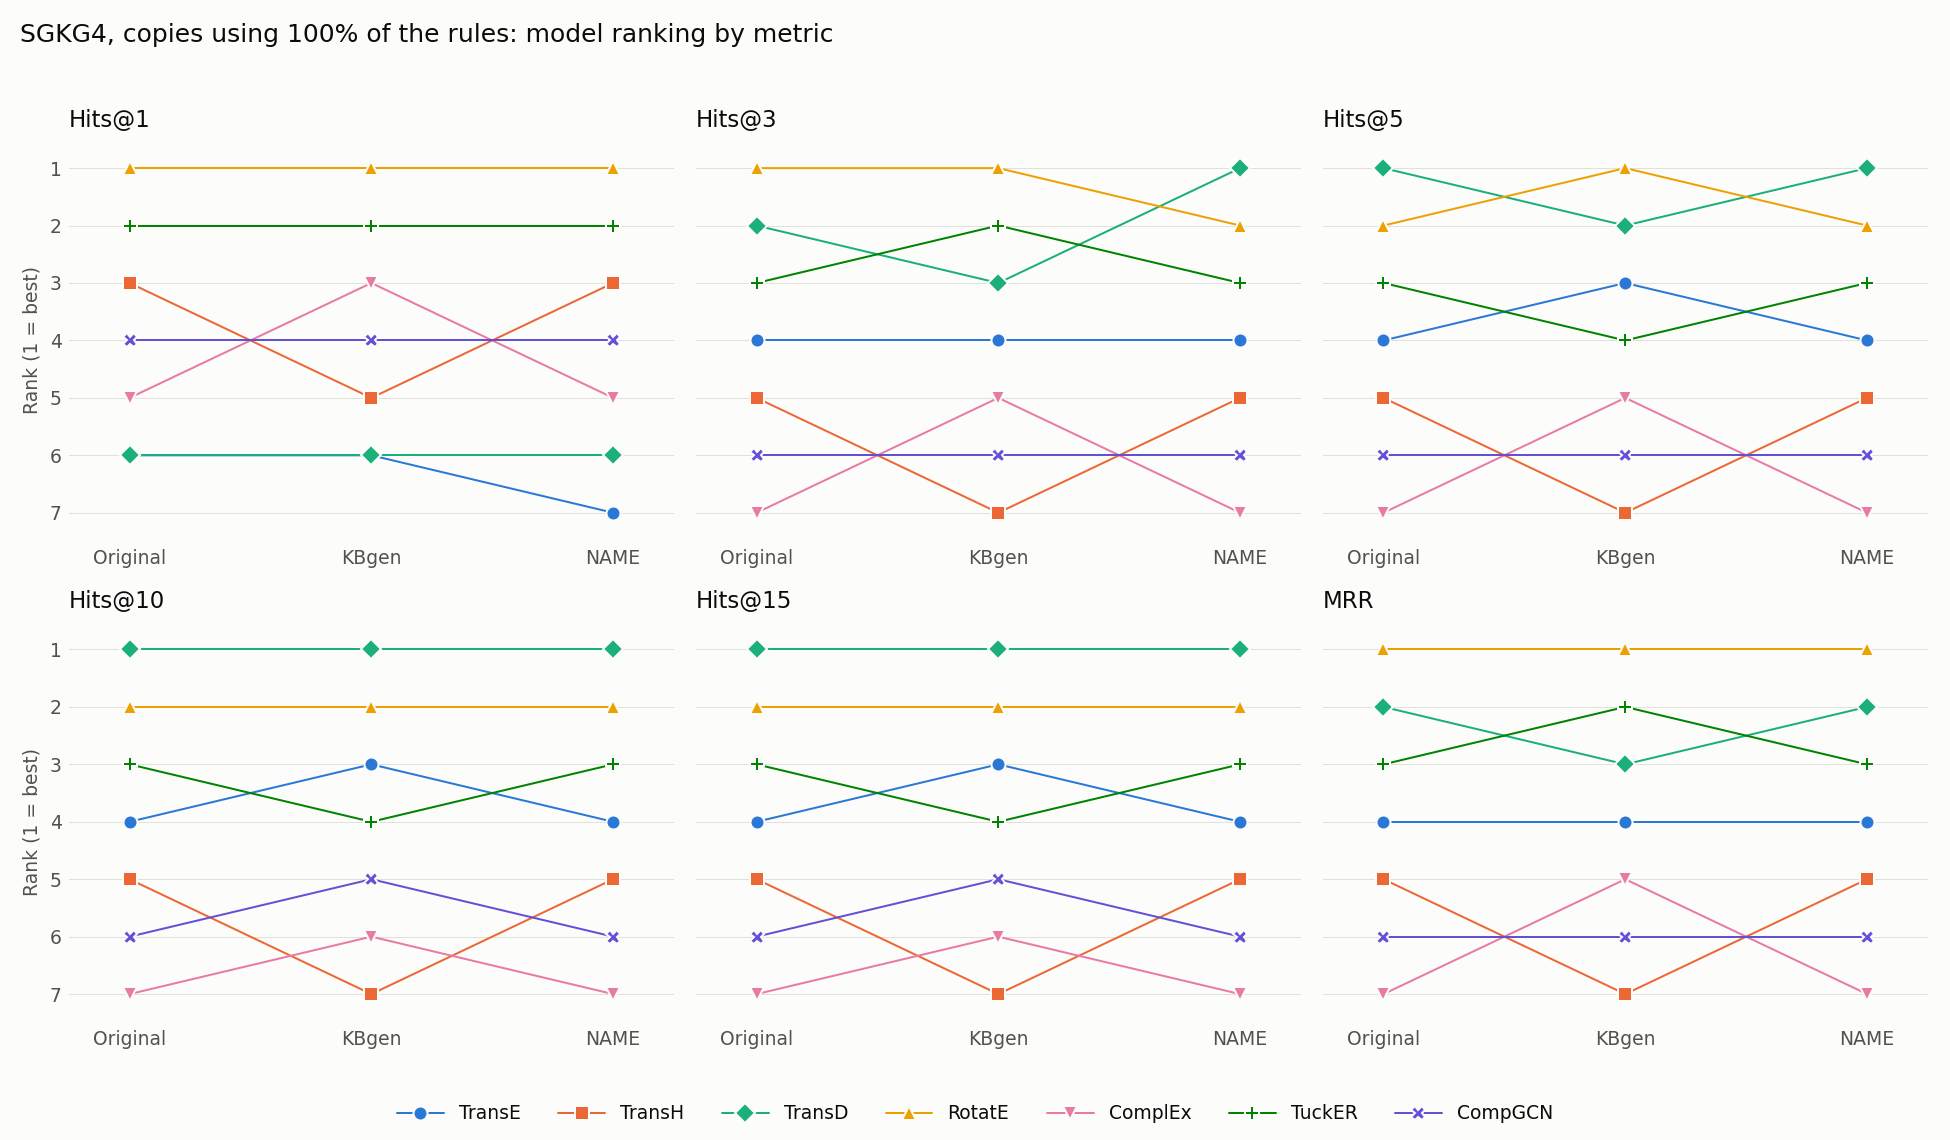 SGKG4, copies using 100% of the rules: model ranking by metric
Hits@1
Hits@3
Hits@5
Rank (1 = best)
1
2
3
4
5
6
7
Original
KBgen
NAME
Original
KBgen
NAME
Original
KBgen
NAME
Hits@10
Hits@15
MRR
Rank (1 = best)
1
2
3
4
5
6
7
Original
KBgen
NAME
Original
KBgen
NAME
Original
KBgen
NAME
TransE
TransH
TransD
RotatE
ComplEx
TuckER
CompGCN